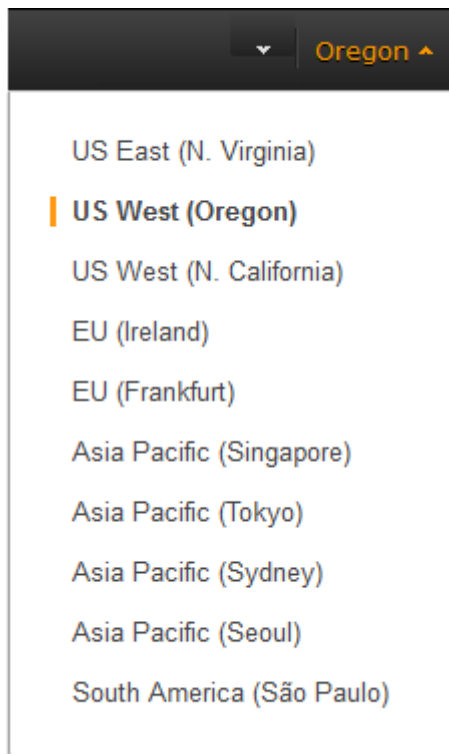 Oregon
US East (N. Virginia)
US West (Oregon)
US West (N. California)
EU (Ireland)
EU (Frankfurt)
Asia Pacific (Singapore)
Asia Pacific (Tokyo)
Asia Pacific (Sydney)
Asia Pacific (Seoul)
South America (São Paulo)